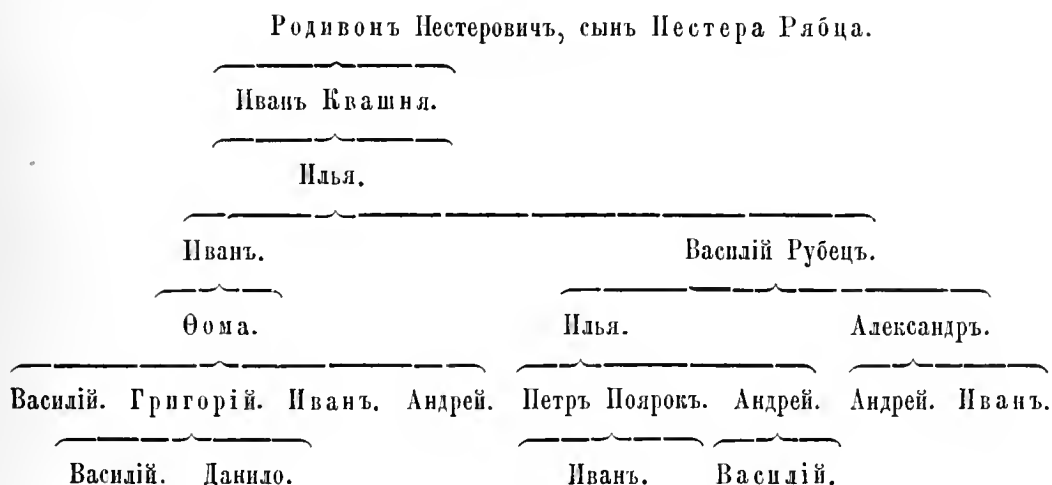 Родивонъ Нестеровичъ, сынъ Нестера Рябца.
Иванъ Квашня.
Илья.
Иванъ. Василій Рубецъ.
Ѳома. Илья. Александръ.
Василій. Григорій. Иванъ. Андрей. Петръ Поярокъ. Андрей. Андрей. Иванъ.
Василій. Данило. Иванъ. Василій.